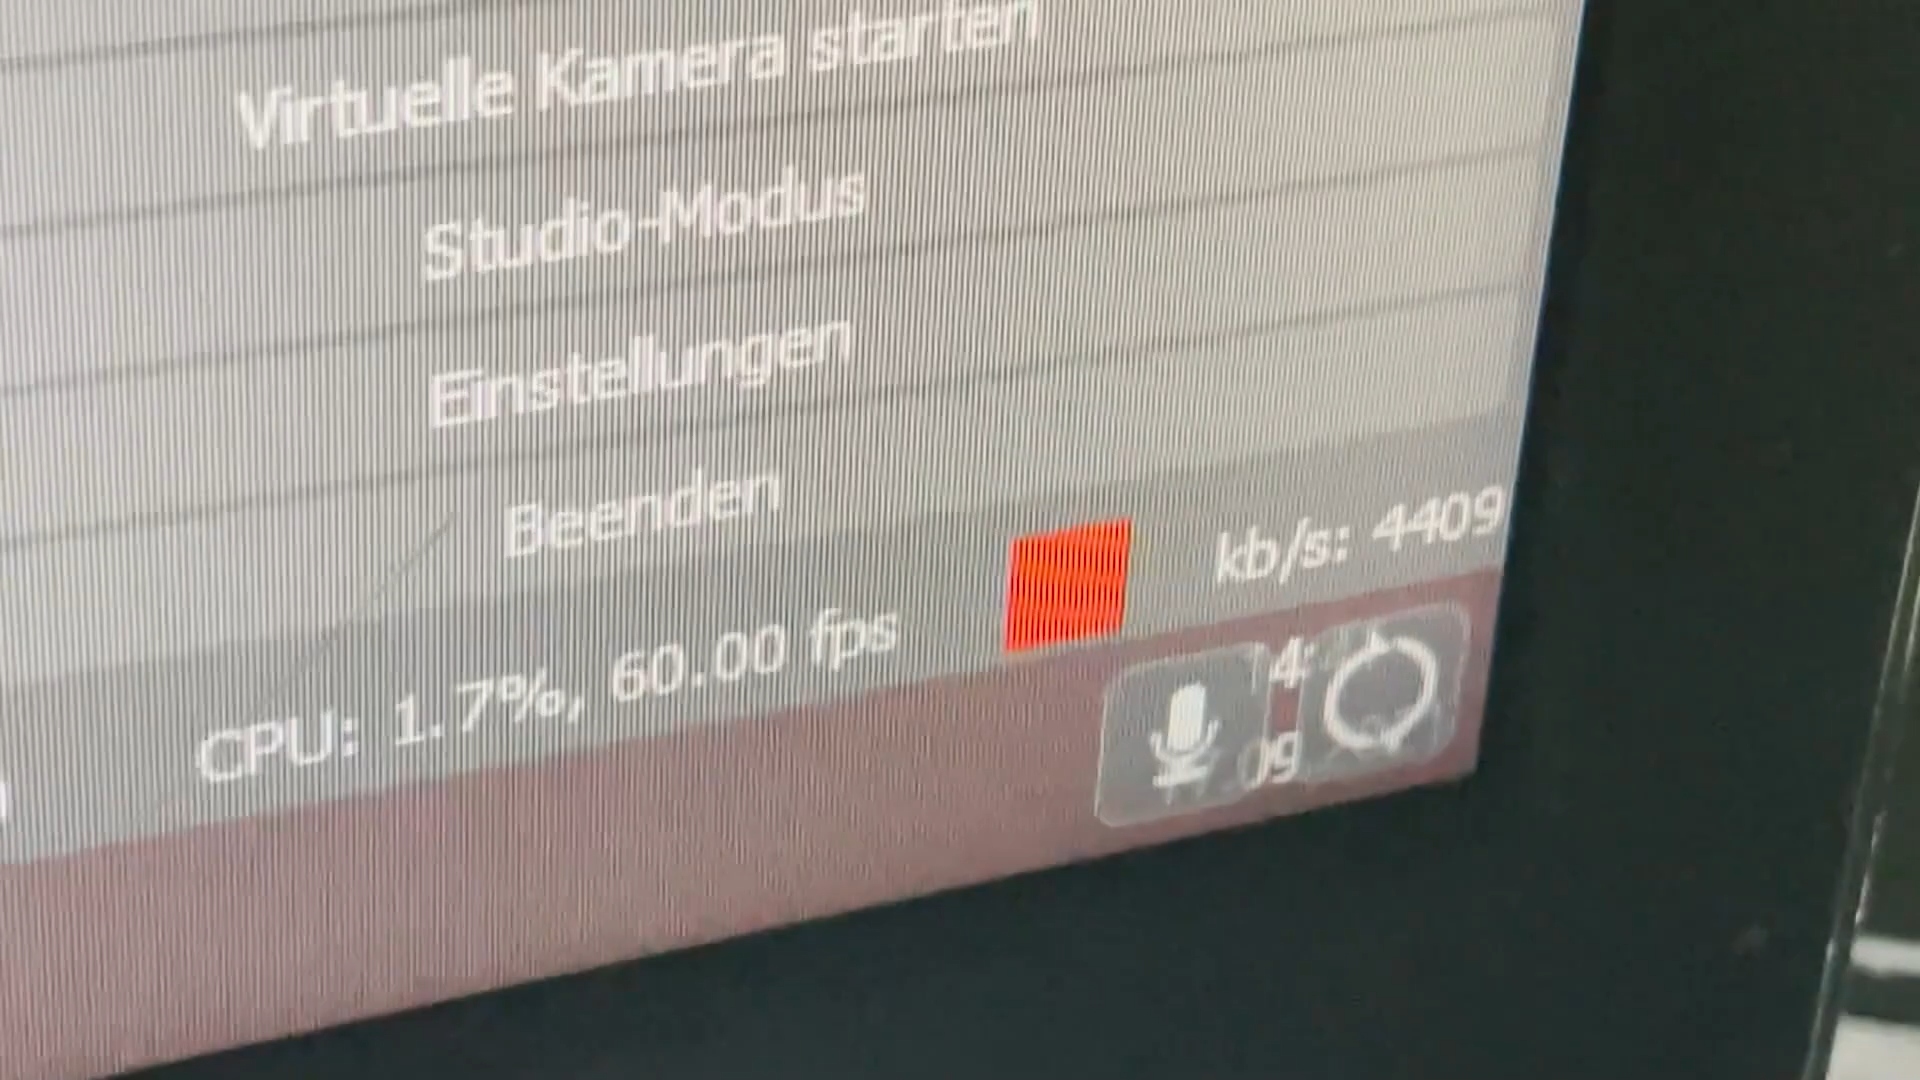 Virtuelle Kamera starten
Studio-Modus
Einstellungen
Beenden
CPU: 1.7%, 60.00 fps
kb/s: 4409